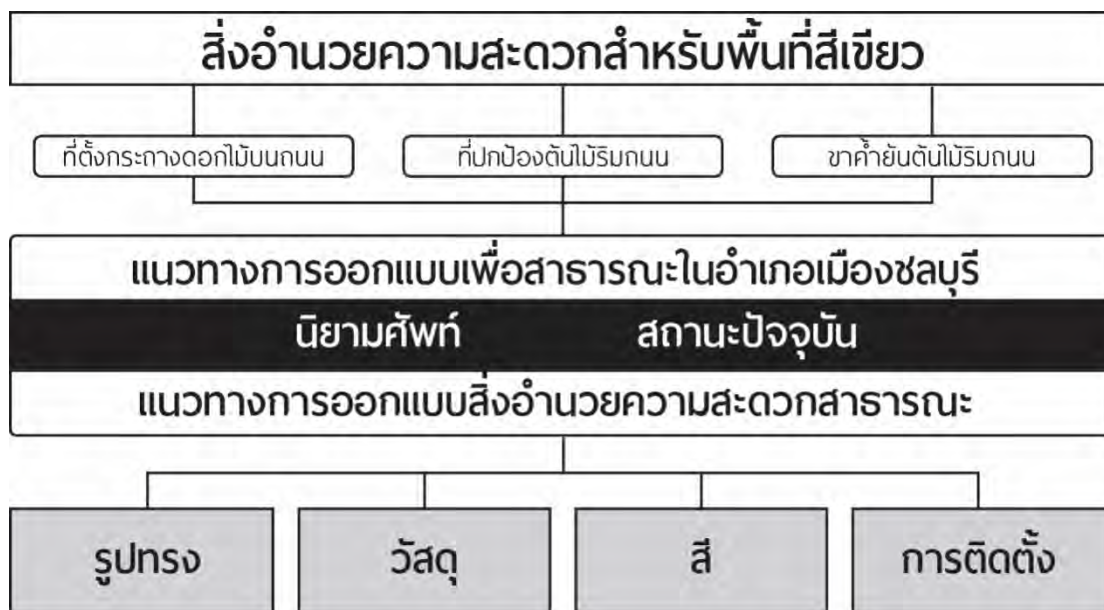 สิ่งอำนวยความสะดวกสำหรับพื้นที่สีเขียว
ที่ตั้งกระถางดอกไม้บนถนน ที่ปกป้องต้นไม้ริมถนน ขาค้ำยันต้นไม้ริมถนน
แนวทางการออกแบบเพื่อสาธารณะในอำเภอเมืองชลบุรี
นิยามศัพท์ สถานะปัจจุบัน
แนวทางการออกแบบสิ่งอำนวยความสะดวกสาธารณะ
รูปทรง วัสดุ สี การติดตั้ง